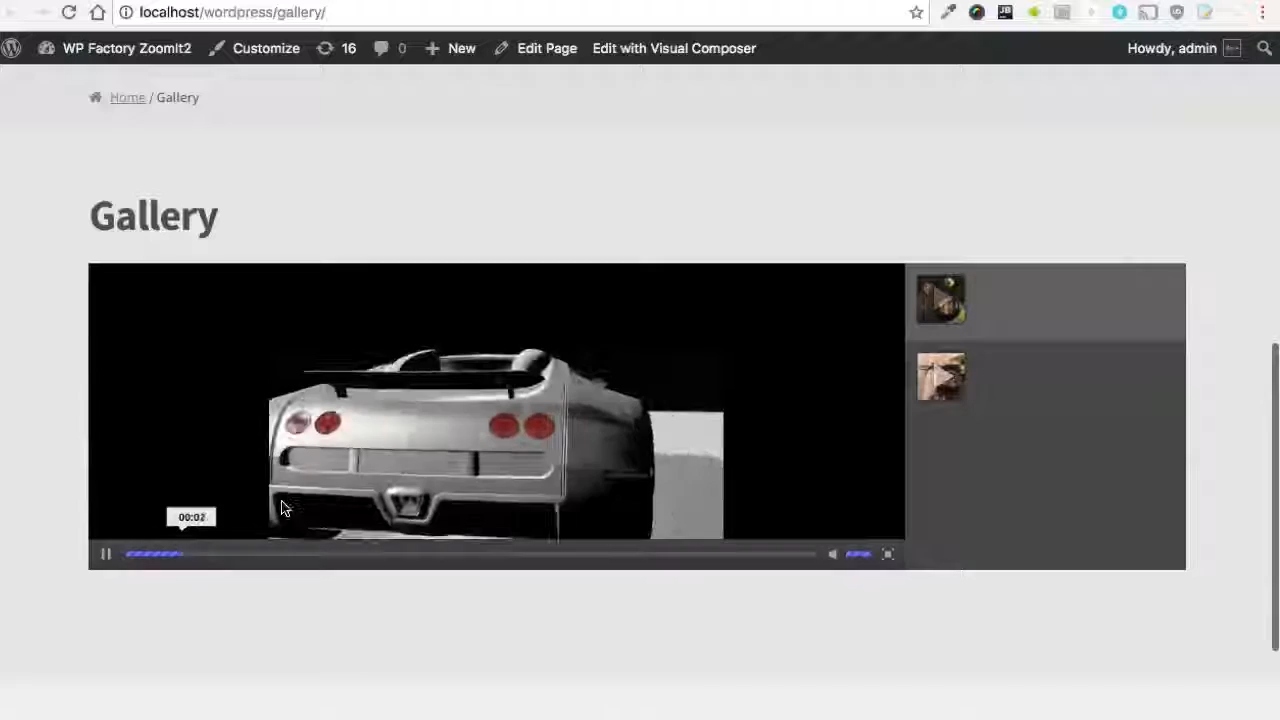 localhost/wordpress/gallery/
WP Factory ZoomIt2 Customize 16 0 New Edit Page Edit with Visual Composer Howdy, admin
Home / Gallery
Gallery
00:02